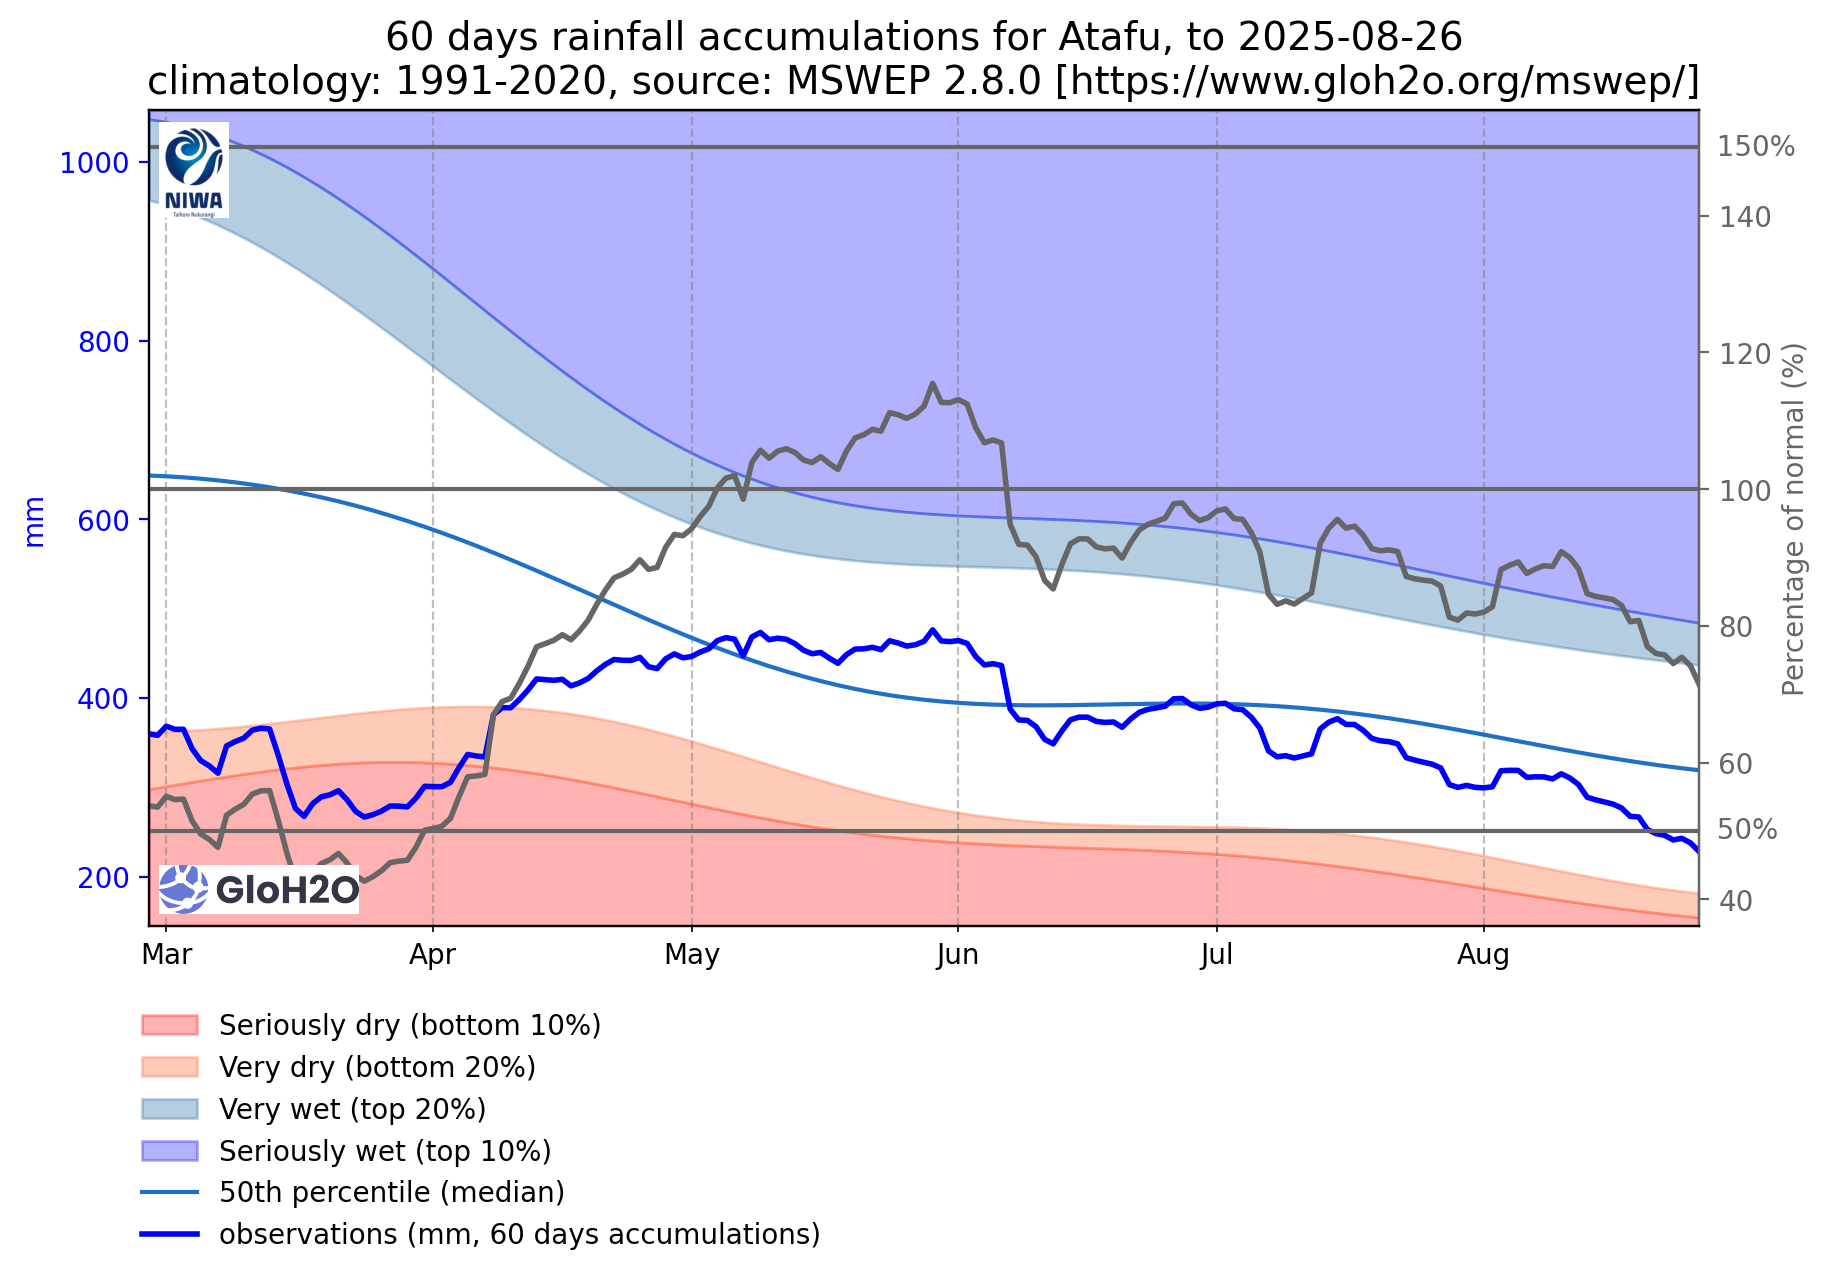 60 days rainfall accumulations for Atafu, to 2025-08-26
climatology: 1991-2020, source: MSWEP 2.8.0 [https://www.gloh2o.org/mswep/]
NIWA
Taihoro Nukurangi
1000
800
600
400
200
mm
150%
140
120
100
80
60
50%
40
Percentage of normal (%)
GloH2O
Mar Apr May Jun Jul Aug
Seriously dry (bottom 10%)
Very dry (bottom 20%)
Very wet (top 20%)
Seriously wet (top 10%)
50th percentile (median)
observations (mm, 60 days accumulations)